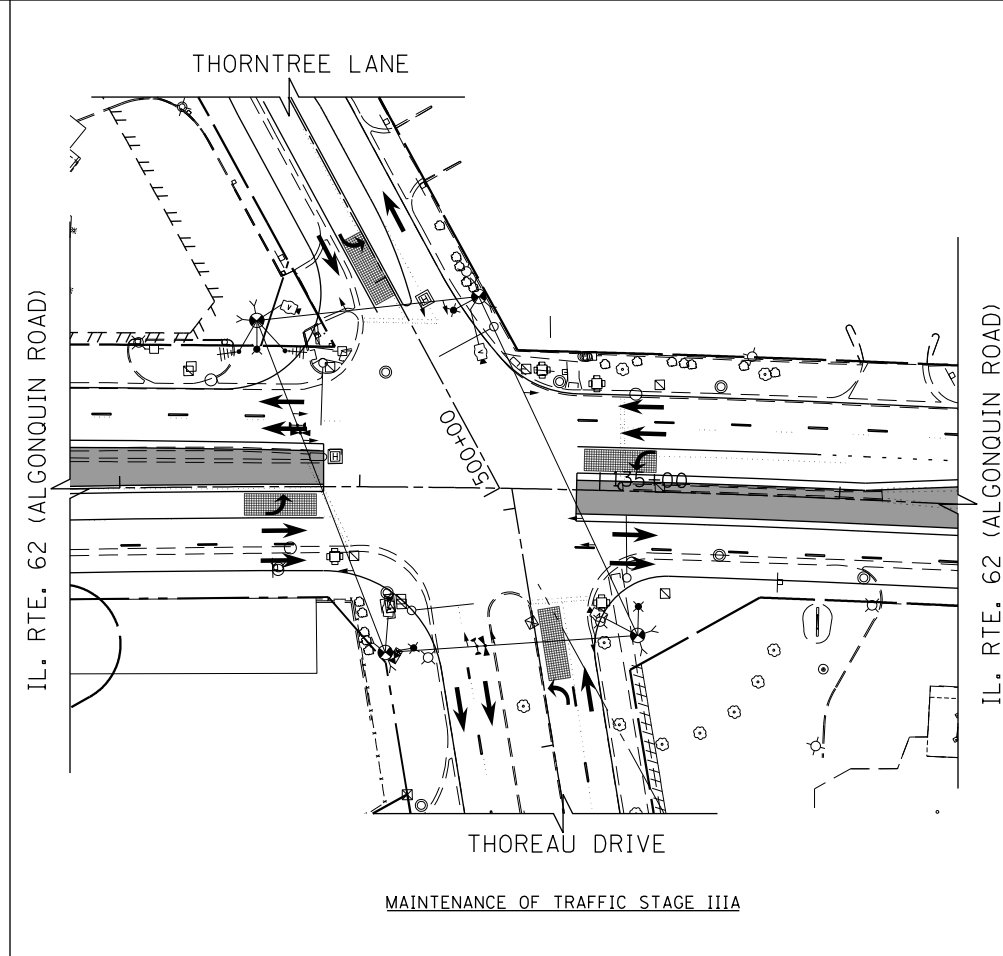 THORNTREE LANE
IL. RTE. 62 (ALGONQUIN ROAD)
IL. RTE. 62 (ALGONQUIN ROAD)
500+00
135+00
H
H
THOREAU DRIVE
MAINTENANCE OF TRAFFIC STAGE IIIA